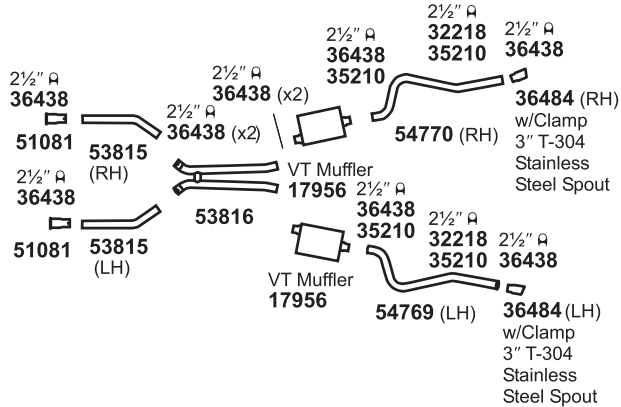 2½″
36438
51081
53815
(RH)
2½″
36438 (x2)
2½″
36438 (x2)
2½″
36438
35210
2½″
32218
35210
2½″
36438
54770 (RH)
36484 (RH)
w/Clamp
3″ T-304
Stainless
Steel Spout
VT Muffler
17956
2½″
36438
51081
53815
(LH)
53816
VT Muffler
17956
2½″
36438
35210
2½″
32218
35210
2½″
36438
54769 (LH)
36484 (LH)
w/Clamp
3″ T-304
Stainless
Steel Spout